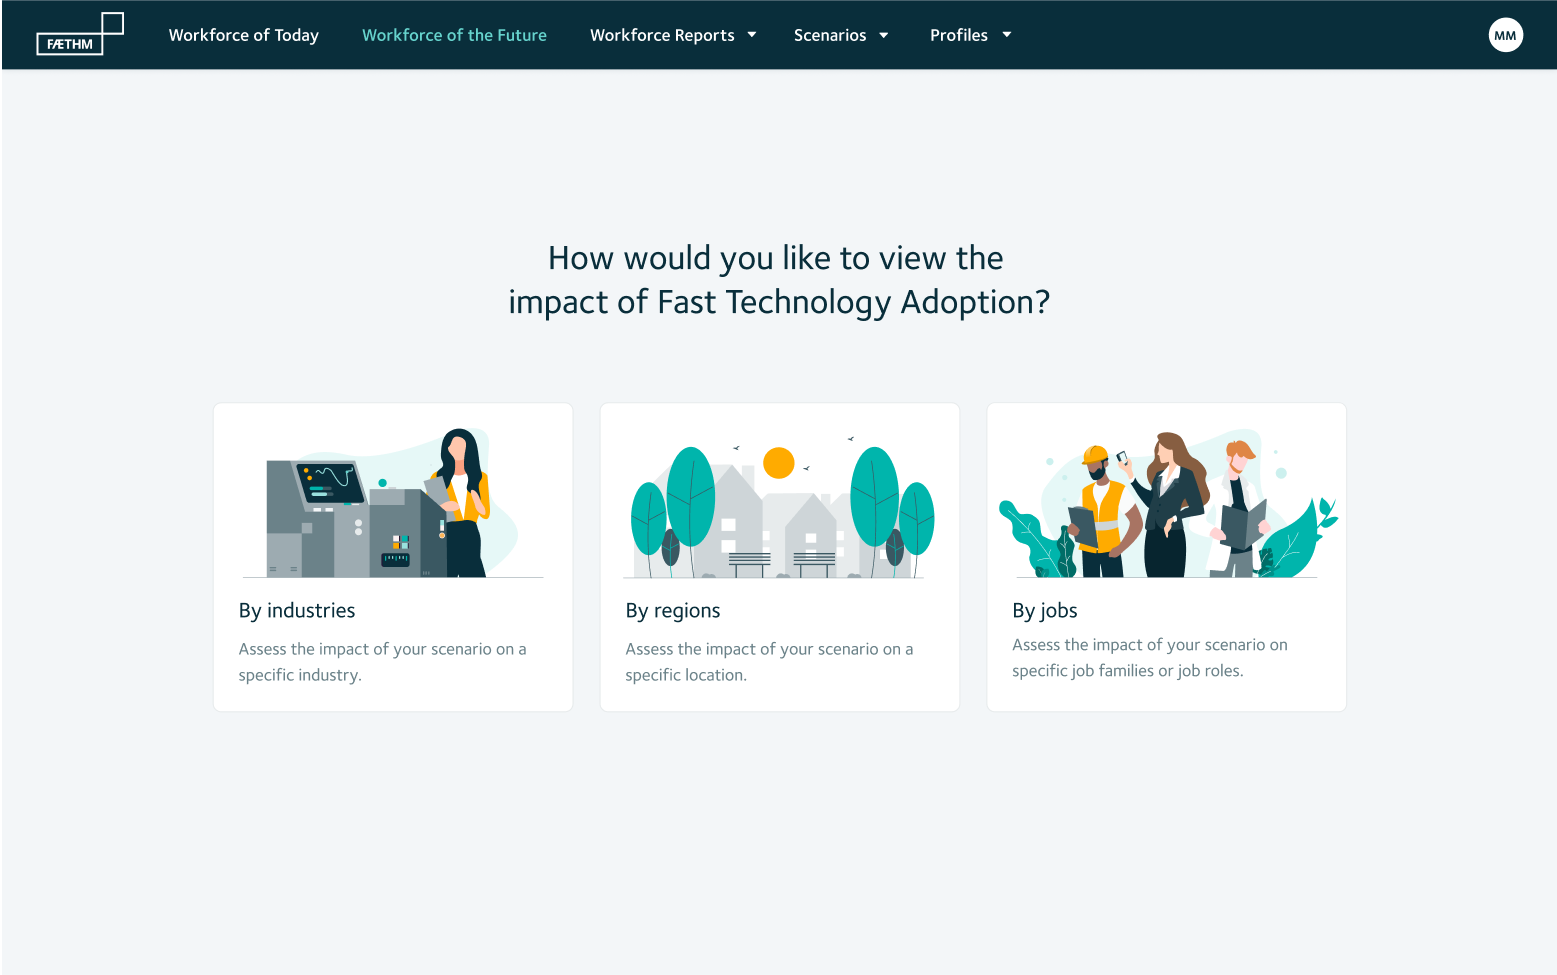 FÆTHM
Workforce of Today
Workforce of the Future
Workforce Reports
Scenarios
Profiles
MM
How would you like to view the
impact of Fast Technology Adoption?
By industries
Assess the impact of your scenario on a
specific industry.
By regions
Assess the impact of your scenario on a
specific location.
By jobs
Assess the impact of your scenario on
specific job families or job roles.